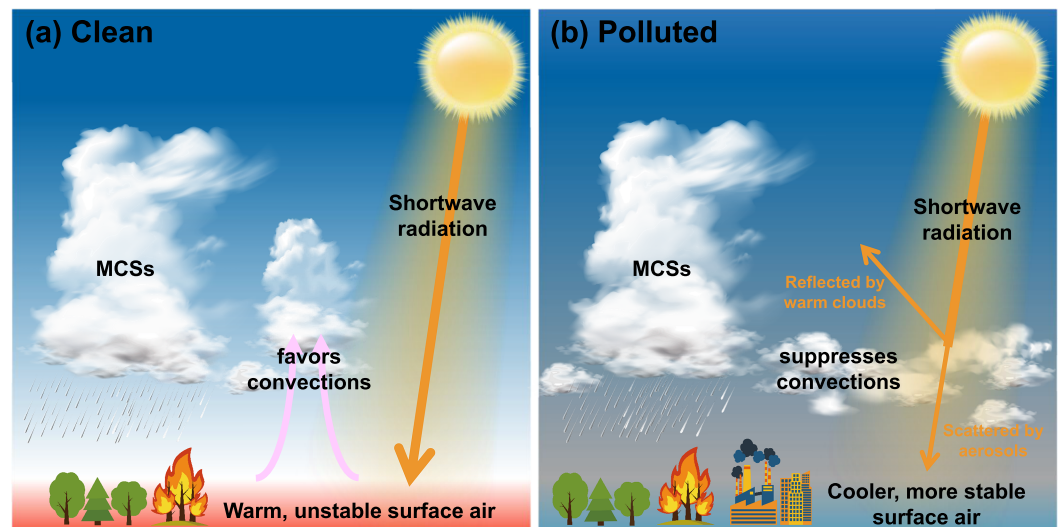 (a) Clean
Shortwave
radiation
MCSs
favors
convections
Warm, unstable surface air
(b) Polluted
Shortwave
radiation
MCSs
Reflected by
warm clouds
suppresses
convections
Scattered by
aerosols
Cooler, more stable
surface air